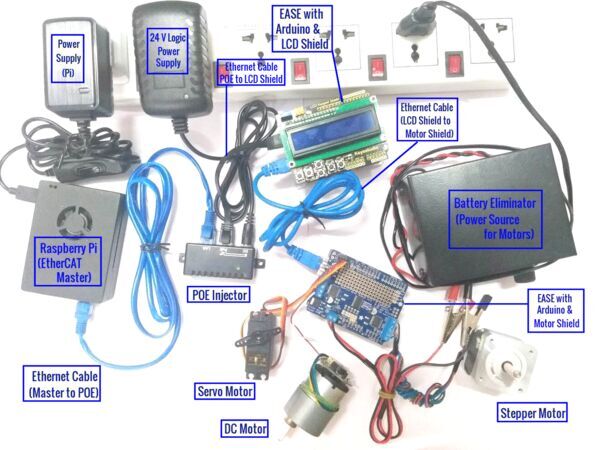 Power
Supply
(Pi)
24 V Logic
Power
Supply
Ethernet Cable
POE to LCD Shield
EASE with
Arduino &
LCD Shield
Ethernet Cable
(LCD Shield to
Motor Shield)
Battery Eliminator
(Power Source
for Motors)
Raspberry Pi
(EtherCAT
Master)
POE Injector
EASE with
Arduino &
Motor Shield
Ethernet Cable
(Master to POE)
Servo Motor
DC Motor
Stepper Motor